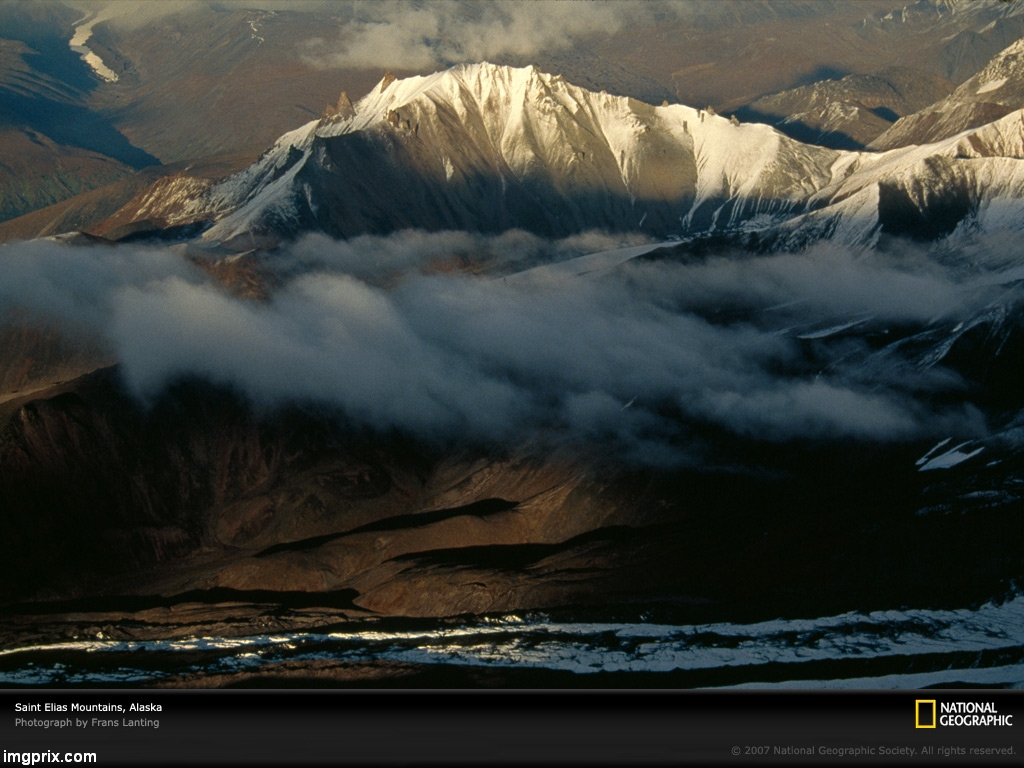 Saint Elias Mountains, Alaska
Photograph by Frans Lanting
NATIONAL
GEOGRAPHIC
© 2007 National Geographic Society. All rights reserved.
imgprix.com